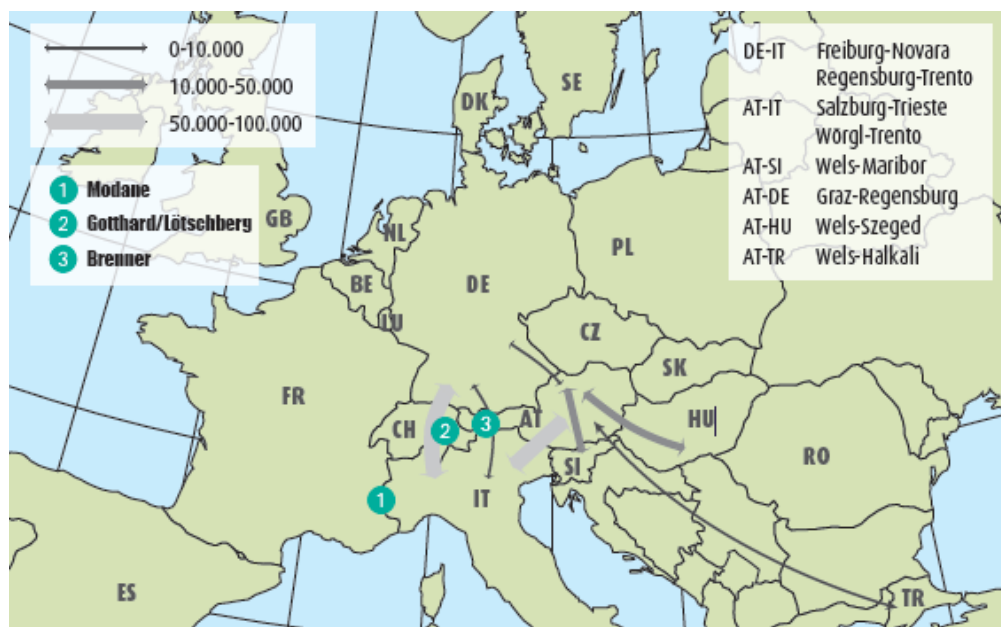 0-10.000
10.000-50.000
50.000-100.000
1 Modane
2 Gotthard/Lötschberg
3 Brenner
DE-IT Freiburg-Novara
Regensburg-Trento
AT-IT Salzburg-Trieste
Wörgl-Trento
AT-SI Wels-Maribor
AT-DE Graz-Regensburg
AT-HU Wels-Szeged
AT-TR Wels-Halkali
SE
DK
GB
NL
PL
BE
DE
LU
CZ
SK
FR
CH
2
3
AT
HU
RO
SI
1
IT
ES
TR